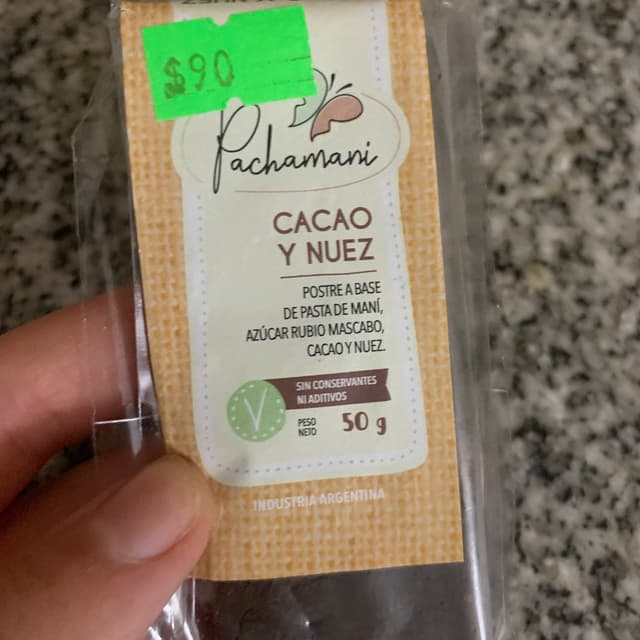 $90
Pachamani
CACAO
Y NUEZ
POSTRE A BASE
DE PASTA DE MANÍ,
AZÚCAR RUBIO MASCABO,
CACAO Y NUEZ.
SIN CONSERVANTES
NI ADITIVOS
V
PESO
NETO
50 g
INDUSTRIA ARGENTINA